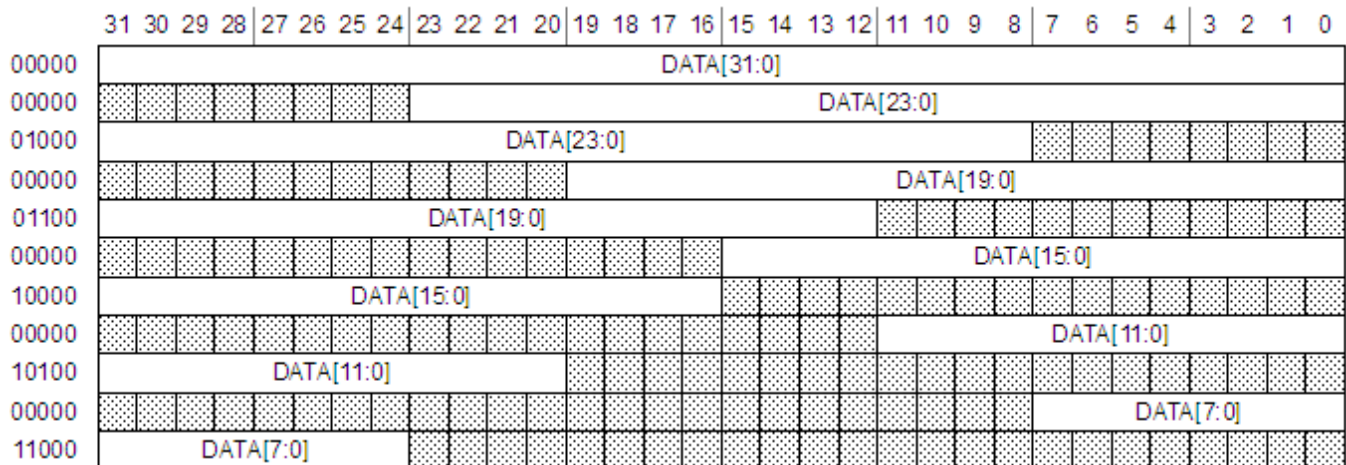 31 30 29 28 27 26 25 24 23 22 21 20 19 18 17 16 15 14 13 12 11 10 9 8 7 6 5 4 3 2 1 0
00000 DATA[31:0]
00000 DATA[23:0]
01000 DATA[23:0]
00000 DATA[19:0]
01100 DATA[19:0]
00000 DATA[15:0]
10000 DATA[15:0]
00000 DATA[11:0]
10100 DATA[11:0]
00000 DATA[7:0]
11000 DATA[7:0]